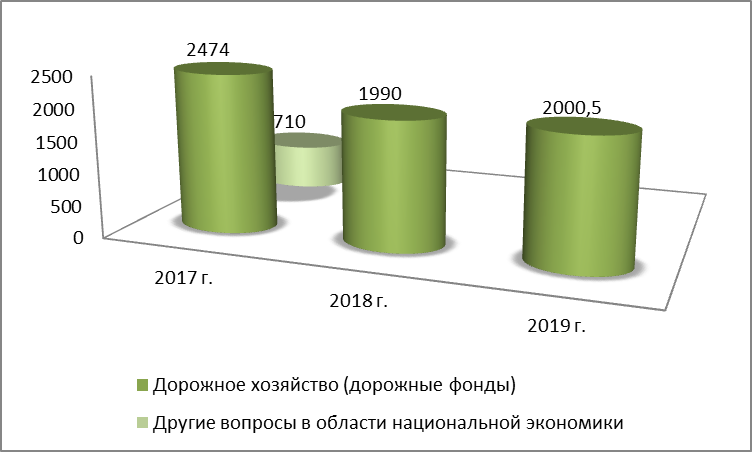 2474
710
1990
2000,5
2500
2000
1500
1000
500
0
2017 г.
2018 г.
2019 г.
Дорожное хозяйство (дорожные фонды)
Другие вопросы в области национальной экономики